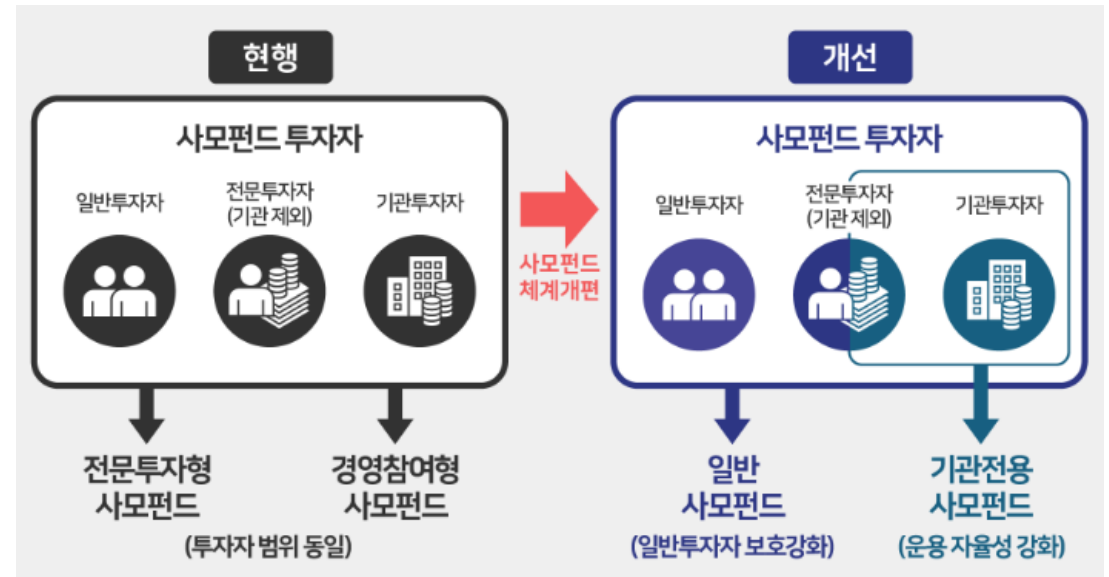 현행
사모펀드 투자자
일반투자자
전문투자자
(기관 제외)
기관투자자
전문투자형
사모펀드
경영참여형
사모펀드
(투자자 범위 동일)
사모펀드
체계개편
개선
사모펀드 투자자
일반투자자
전문투자자
(기관 제외)
기관투자자
일반
사모펀드
(일반투자자 보호강화)
기관전용
사모펀드
(운용 자율성 강화)